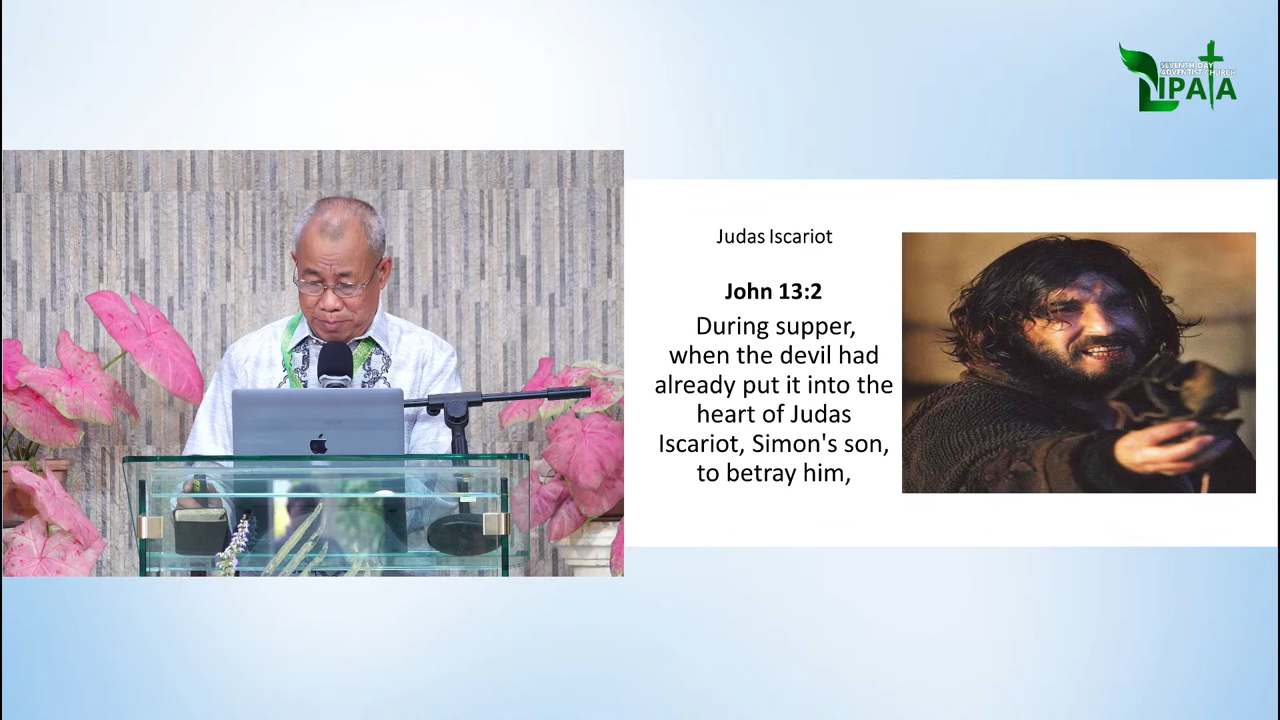 SEVENTH-DAY
ADVENTIST CHURCH
LIPATA
Judas Iscariot
John 13:2
During supper,
when the devil had
already put it into the
heart of Judas
Iscariot, Simon's son,
to betray him,